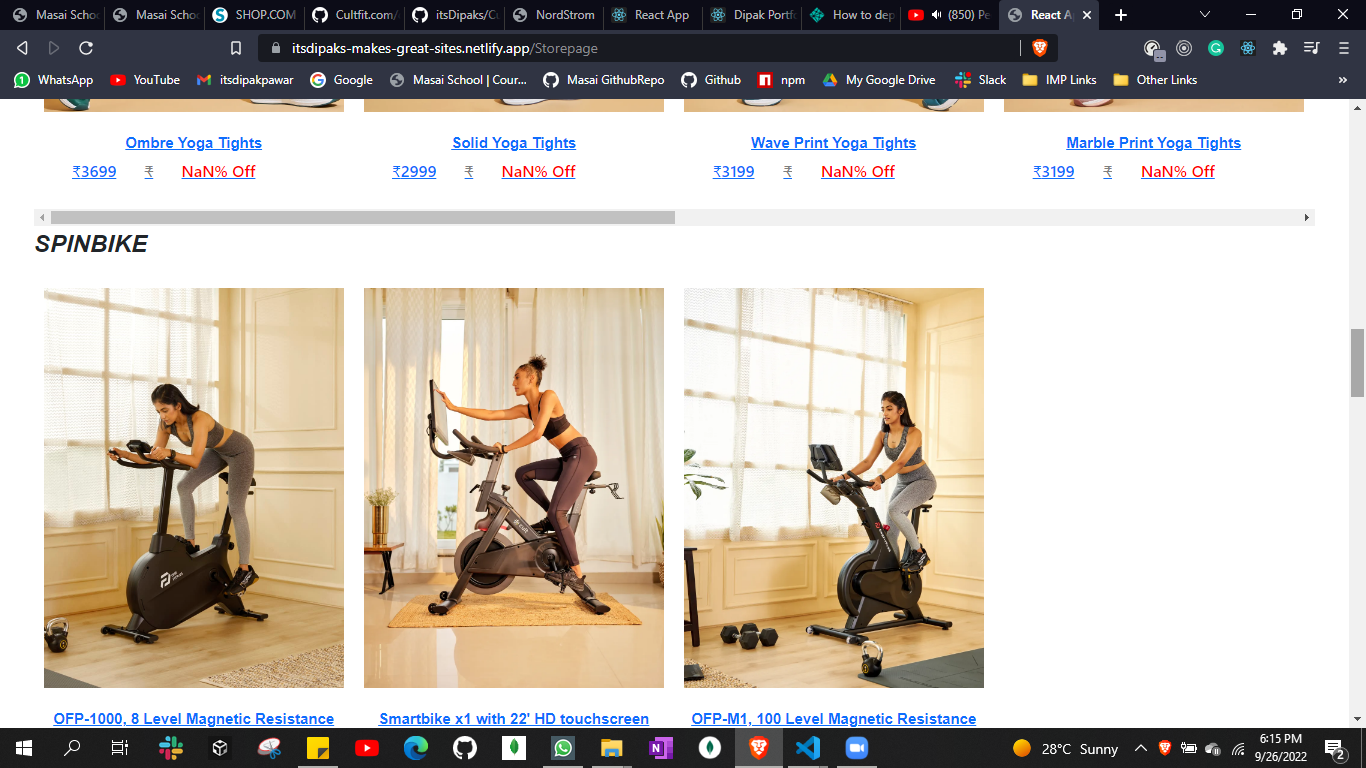 Masai Schoo
Masai Schoo
SHOP.COM
Cultfit.com/
itsDipaks/Cu
NordStrom
React App
Dipak Portfo
How to dep
(850) Pe
React A
itsdipaks-makes-great-sites.netlify.app/Storepage
WhatsApp
YouTube
itsdipakpawar
Google
Masai School | Cour...
Masai GithubRepo
Github
npm
My Google Drive
Slack
IMP Links
Other Links
»
Ombre Yoga Tights
₹3699 ₹ NaN% Off
Solid Yoga Tights
₹2999 ₹ NaN% Off
Wave Print Yoga Tights
₹3199 ₹ NaN% Off
Marble Print Yoga Tights
₹3199 ₹ NaN% Off
SPINBIKE
cult
OFP-1000, 8 Level Magnetic Resistance
Smartbike x1 with 22' HD touchscreen
OFP-M1, 100 Level Magnetic Resistance
28°C Sunny
6:15 PM
9/26/2022
2